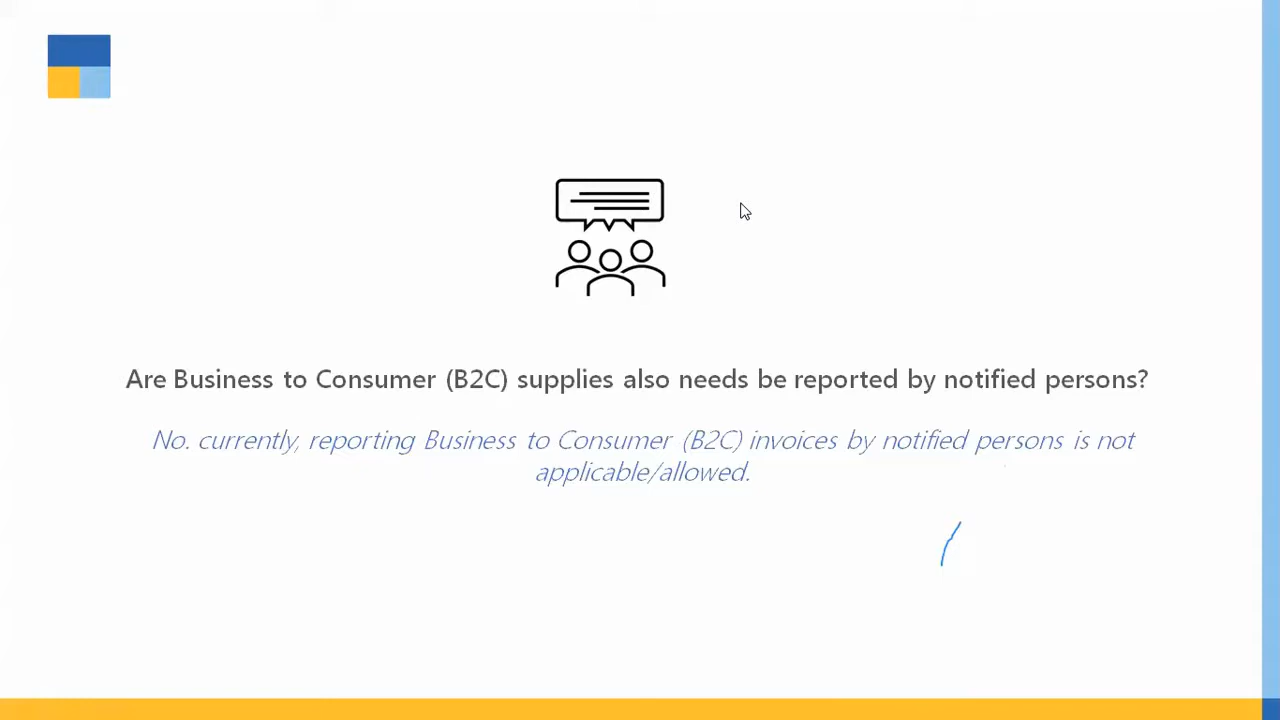 Are Business to Consumer (B2C) supplies also needs be reported by notified persons?
No. currently, reporting Business to Consumer (B2C) invoices by notified persons is not
applicable/allowed.